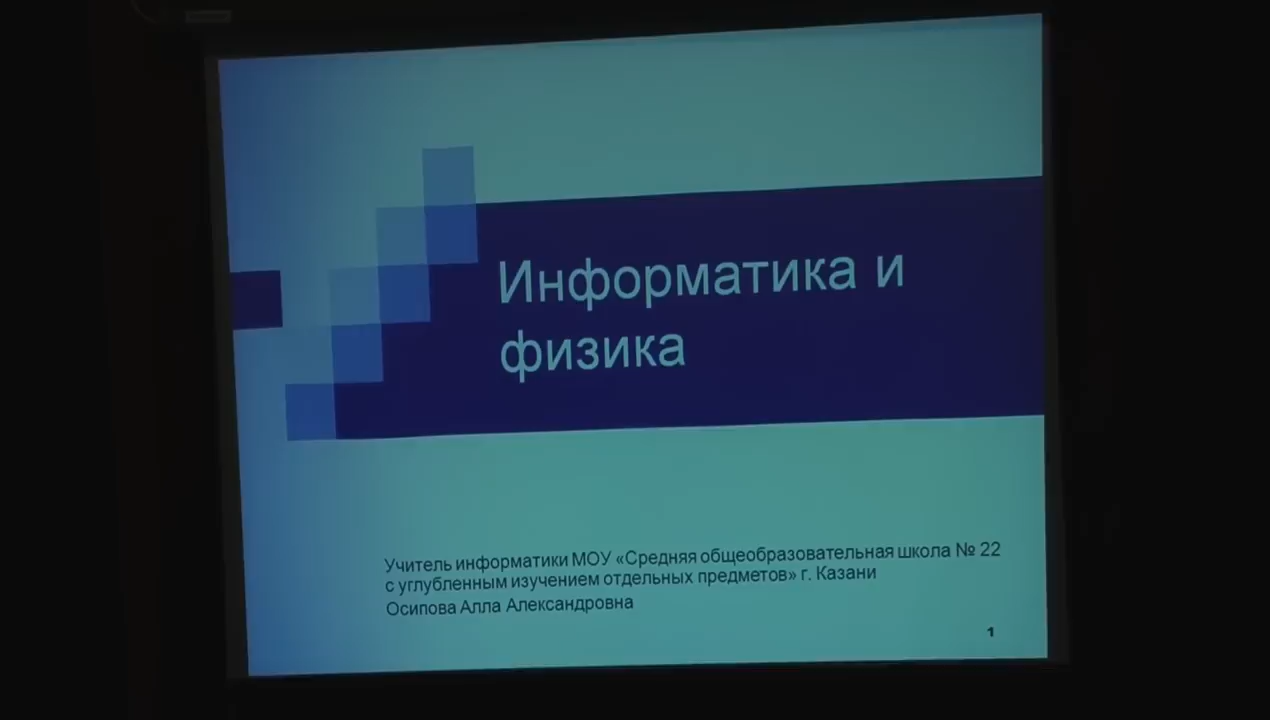 Информатика и
физика
Учитель информатики МОУ «Средняя общеобразовательная школа № 22
с углубленным изучением отдельных предметов» г. Казани
Осипова Алла Александровна
1